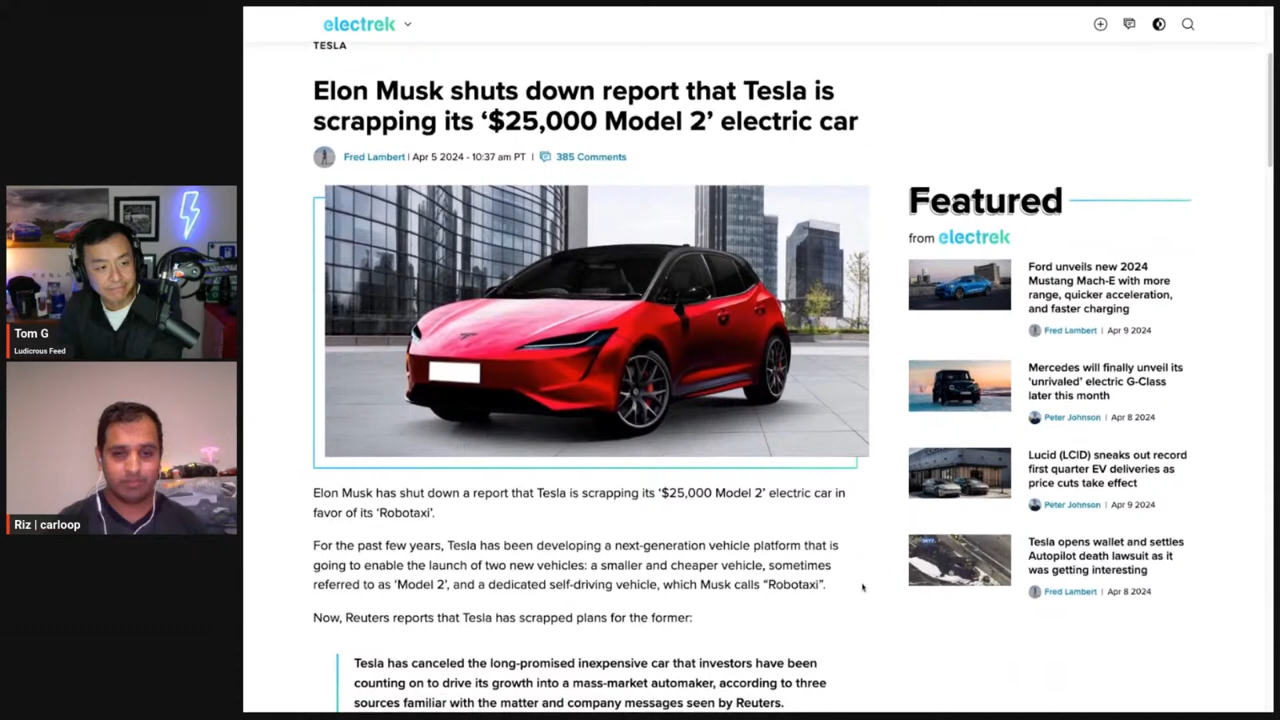 electrek
TESLA
Elon Musk shuts down report that Tesla is
scrapping its ‘$25,000 Model 2’ electric car
Fred Lambert | Apr 5 2024 - 10:37 am PT | 385 Comments
Featured
from electrek
Ford unveils new 2024
Mustang Mach-E with more
range, quicker acceleration,
and faster charging
Fred Lambert | Apr 9 2024
Mercedes will finally unveil its
‘unrivaled’ electric G-Class
later this month
Peter Johnson | Apr 8 2024
Lucid (LCID) sneaks out record
first quarter EV deliveries as
price cuts take effect
Peter Johnson | Apr 9 2024
Tesla opens wallet and settles
Autopilot death lawsuit as it
was getting interesting
Fred Lambert | Apr 8 2024
Elon Musk has shut down a report that Tesla is scrapping its ‘$25,000 Model 2’ electric car in
favor of its ‘Robotaxi’.
For the past few years, Tesla has been developing a next-generation vehicle platform that is
going to enable the launch of two new vehicles: a smaller and cheaper vehicle, sometimes
referred to as ‘Model 2’, and a dedicated self-driving vehicle, which Musk calls “Robotaxi”.
Now, Reuters reports that Tesla has scrapped plans for the former:
Tesla has canceled the long-promised inexpensive car that investors have been
counting on to drive its growth into a mass-market automaker, according to three
sources familiar with the matter and company messages seen by Reuters.
Tom G
Ludicrous Feed
Riz | carloop